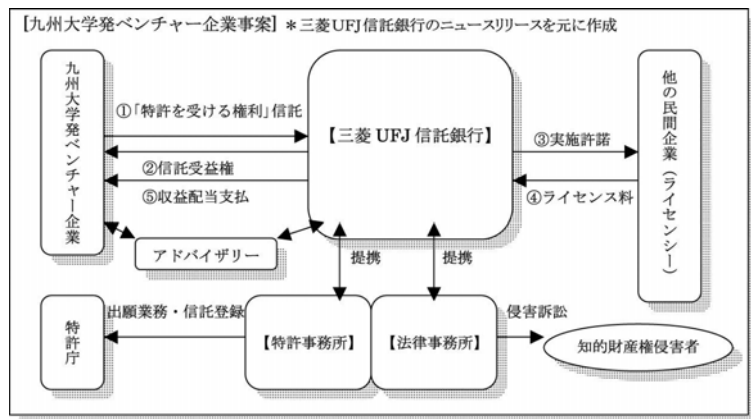 ［九州大学発ベンチャー企業事案］ ＊三菱UFJ信託銀行のニュースリリースを元に作成
九州大学発ベンチャー企業
①「特許を受ける権利」信託
②信託受益権
⑤収益配当支払
【三菱 UFJ 信託銀行】
③実施許諾
④ライセンス料
他の民間企業（ライセンシー）
アドバイザリー
提携
提携
特許庁
出願業務・信託登録
【特許事務所】
【法律事務所】
侵害訴訟
知的財産権侵害者